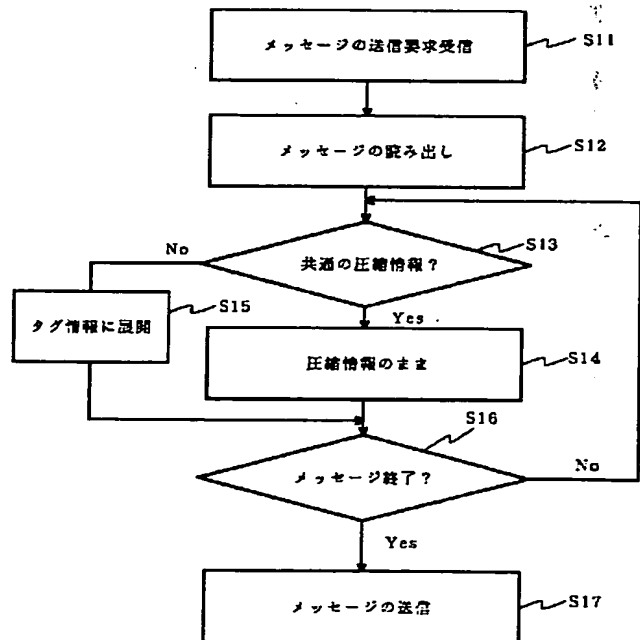 メッセージの送信要求受信
S11
メッセージの読み出し
S12
共通の圧縮情報？
S13
No
Yes
タグ情報に展開
S15
圧縮情報のまま
S14
メッセージ終了？
S16
No
Yes
メッセージの送信
S17